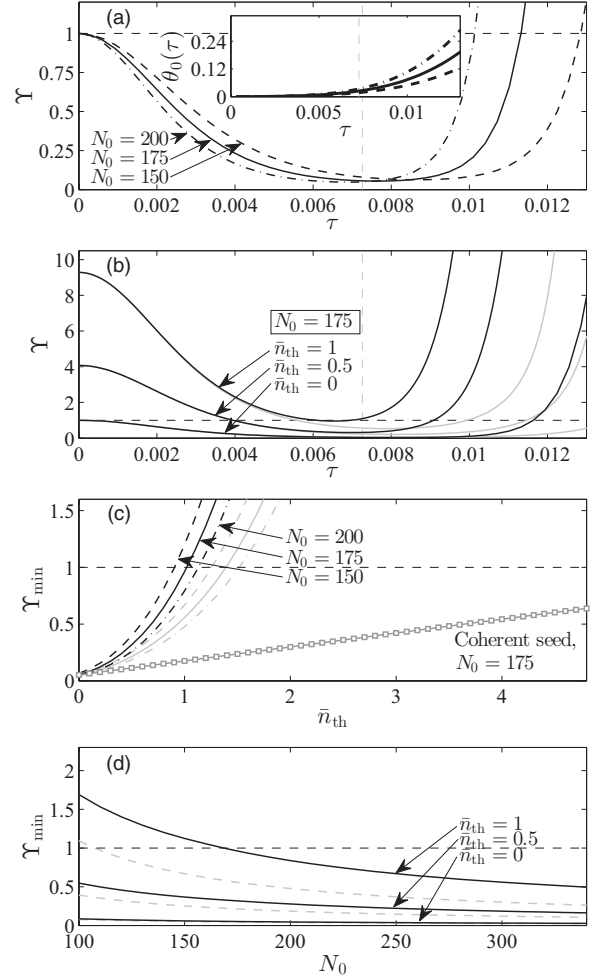 (a)
1
0.75
0.5
0.25
0
ϒ
N₀ = 200
N₀ = 175
N₀ = 150
0.24
0.12
0
θ₀(τ)
0.005 0.01
τ
0 0.002 0.004 0.006 0.008 0.01 0.012
τ
(b)
10
8
6
4
2
1
0
ϒ
N₀ = 175
n̄th = 1
n̄th = 0.5
n̄th = 0
0 0.002 0.004 0.006 0.008 0.01 0.012
τ
(c)
1.5
1
0.5
0
ϒmin
N₀ = 200
N₀ = 175
N₀ = 150
Coherent seed,
N₀ = 175
0 1 2 3 4
n̄th
(d)
2
1.5
1
0.5
0
ϒmin
n̄th = 1
n̄th = 0.5
n̄th = 0
100 150 200 250 300
N₀